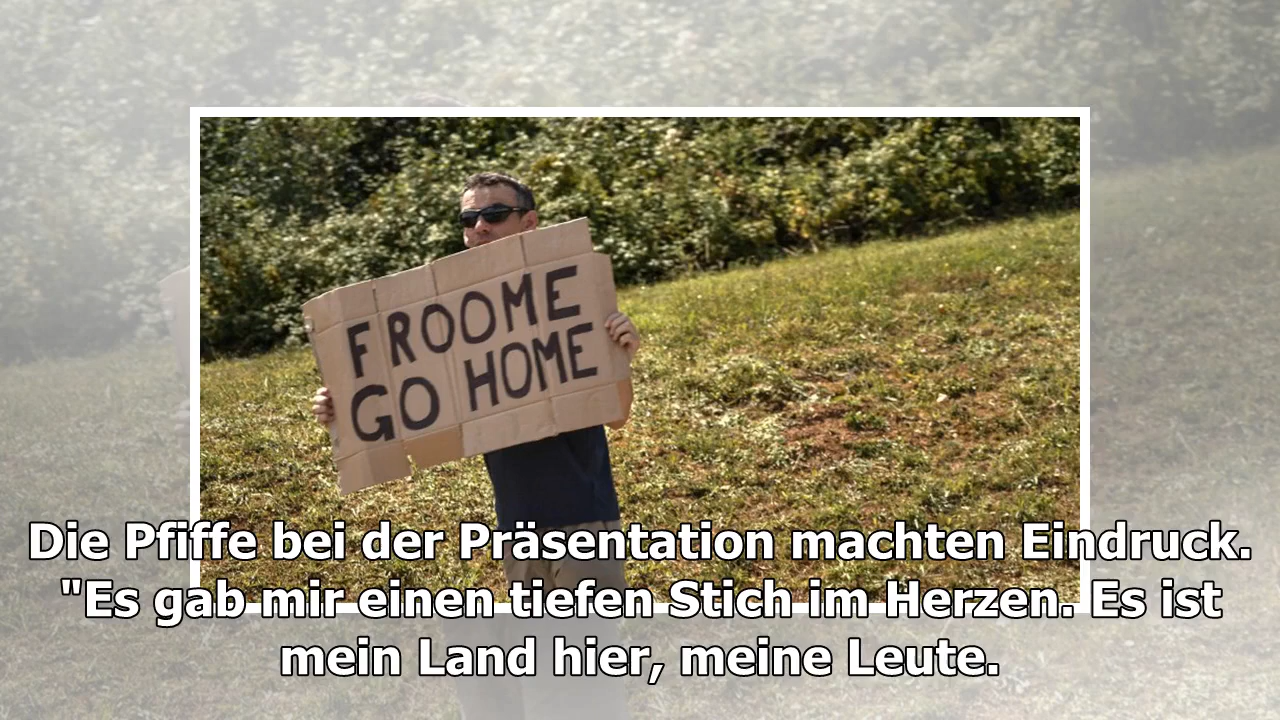 FROOME
GO HOME
Die Pfiffe bei der Präsentation machten Eindruck.
"Es gab mir einen tiefen Stich im Herzen. Es ist
mein Land hier, meine Leute.